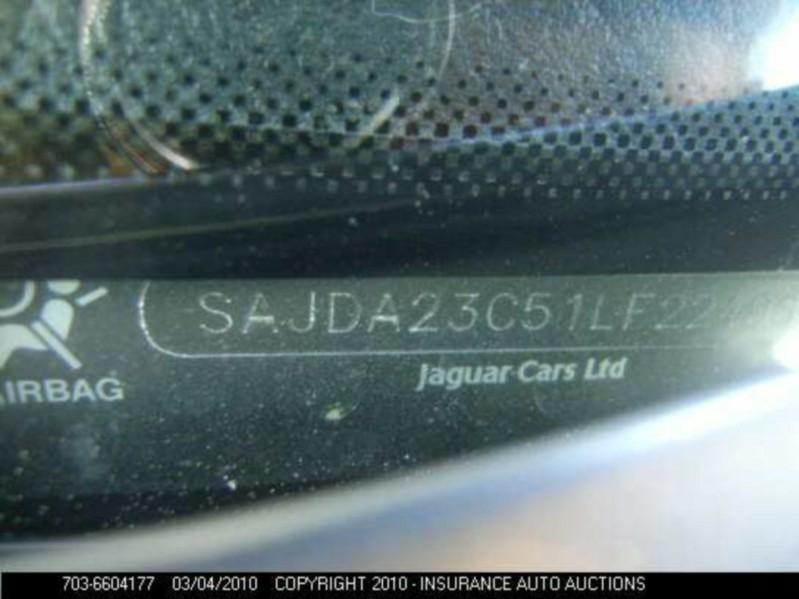 SAJDA23C51LF22
Jaguar Cars Ltd
AIRBAG
703-6604177 03/04/2010 COPYRIGHT 2010 - INSURANCE AUTO AUCTIONS